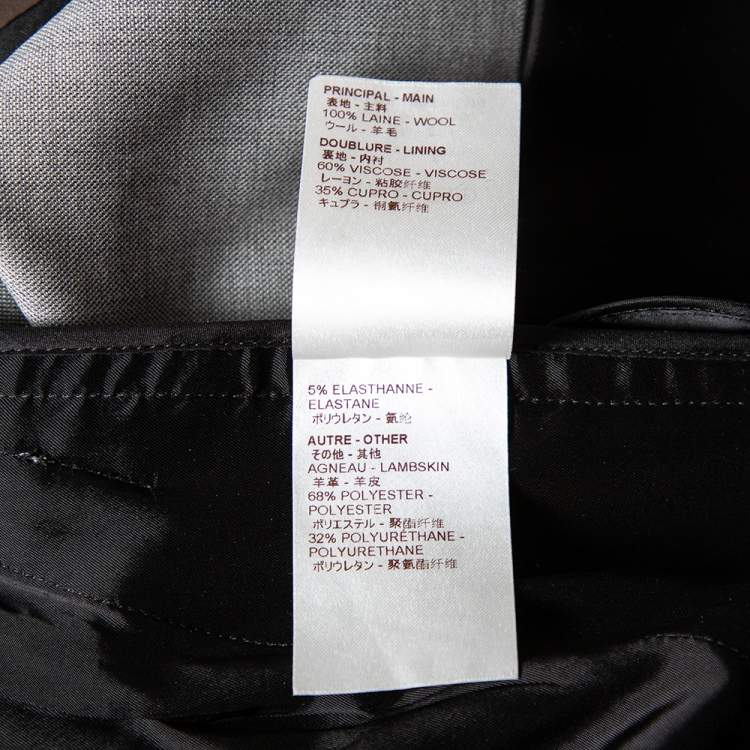 PRINCIPAL - MAIN
表地 - 主料
100% LAINE - WOOL
ウール - 羊毛
DOUBLURE - LINING
裏地 - 内衬
60% VISCOSE - VISCOSE
レーヨン - 粘胶纤维
35% CUPRO - CUPRO
キュプラ - 铜氨纤维
5% ELASTHANNE -
ELASTANE
ポリウレタン - 氨纶
AUTRE - OTHER
その他 - 其他
AGNEAU - LAMBSKIN
羊革 - 羊皮
68% POLYESTER -
POLYESTER
ポリエステル - 聚酯纤维
32% POLYURÉTHANE -
POLYURETHANE
ポリウレタン - 聚氨酯纤维